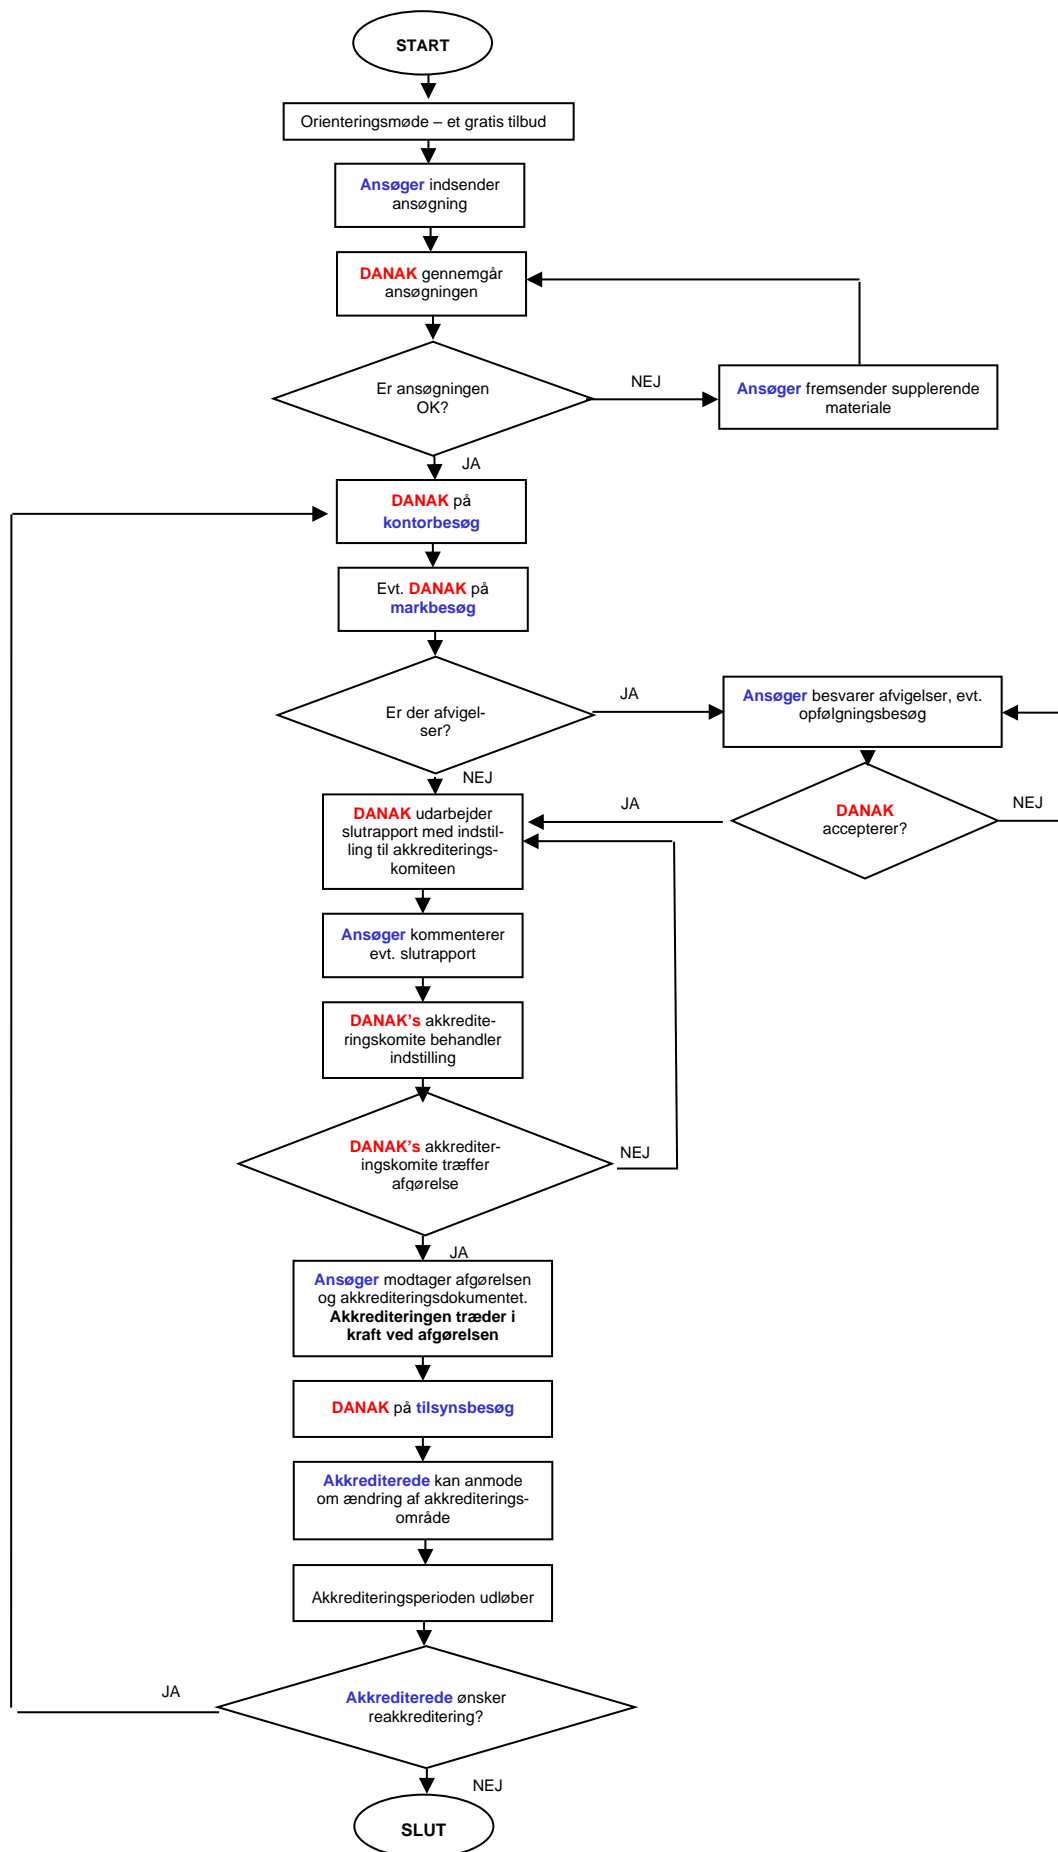 START
Orienteringsmøde – et gratis tilbud
Ansøger indsender
ansøgning
DANAK gennemgår
ansøgningen
Er ansøgningen
OK?
NEJ
Ansøger fremsender supplerende
materiale
JA
DANAK på
kontorbesøg
Evt. DANAK på
markbesøg
Er der afvigel-
ser?
JA
Ansøger besvarer afvigelser, evt.
opfølgningsbesøg
NEJ
DANAK
accepterer?
JA
NEJ
DANAK udarbejder
slutrapport med indstil-
ling til akkrediterings-
komiteen
Ansøger kommenterer
evt. slutrapport
DANAK's akkredite-
ringskomite behandler
indstilling
DANAK's akkrediter-
ingskomite træffer
afgørelse
NEJ
JA
Ansøger modtager afgørelsen
og akkrediteringsdokumentet.
Akkrediteringen træder i
kraft ved afgørelsen
DANAK på tilsynsbesøg
Akkrediterede kan anmode
om ændring af akkrediterings-
område
Akkrediteringsperioden udløber
JA
Akkrediterede ønsker
reakkreditering?
NEJ
SLUT